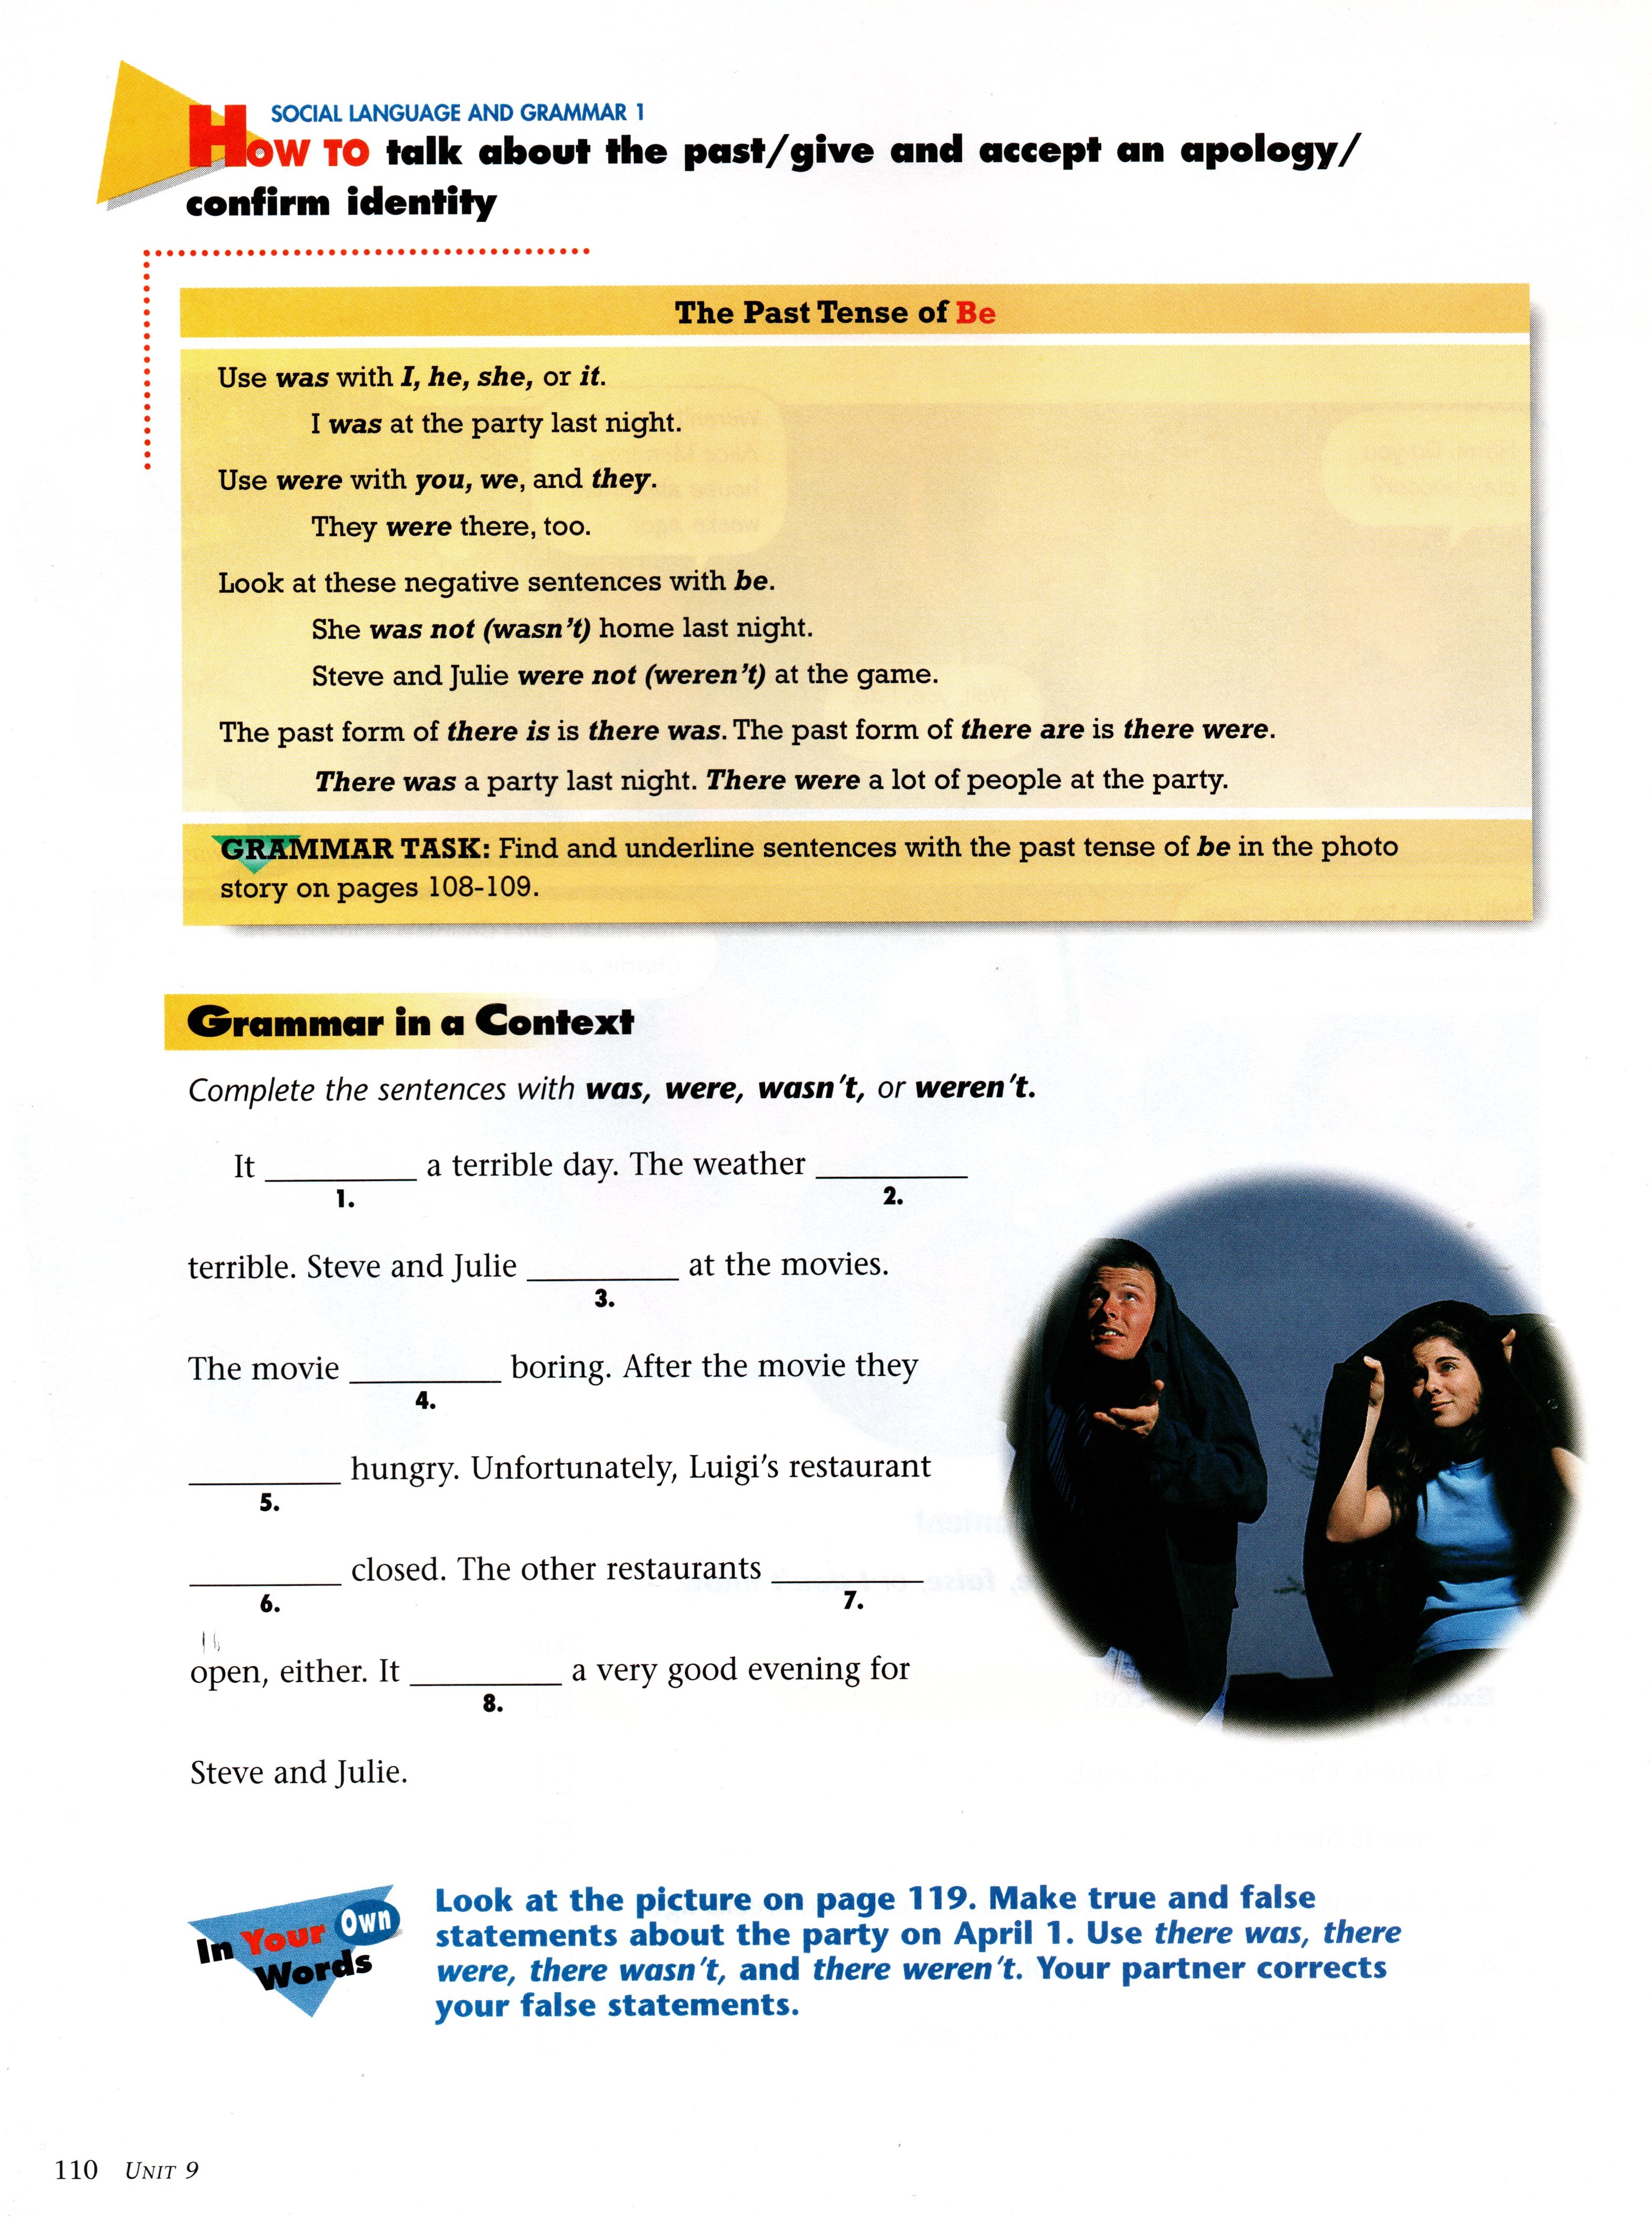 SOCIAL LANGUAGE AND GRAMMAR 1
HOW TO talk about the past/give and accept an apology/
confirm identity
The Past Tense of Be
Use was with I, he, she, or it.
I was at the party last night.
Use were with you, we, and they.
They were there, too.
Look at these negative sentences with be.
She was not (wasn't) home last night.
Steve and Julie were not (weren't) at the game.
The past form of there is is there was. The past form of there are is there were.
There was a party last night. There were a lot of people at the party.
GRAMMAR TASK: Find and underline sentences with the past tense of be in the photo
story on pages 108-109.
Grammar in a Context
Complete the sentences with was, were, wasn't, or weren't.
It __________ a terrible day. The weather __________
1. 2.
terrible. Steve and Julie __________ at the movies.
3.
The movie __________ boring. After the movie they
4.
__________ hungry. Unfortunately, Luigi's restaurant
5.
__________ closed. The other restaurants __________
6. 7.
open, either. It __________ a very good evening for
8.
Steve and Julie.
In Your Own
Words
Look at the picture on page 119. Make true and false
statements about the party on April 1. Use there was, there
were, there wasn't, and there weren't. Your partner corrects
your false statements.
110 UNIT 9